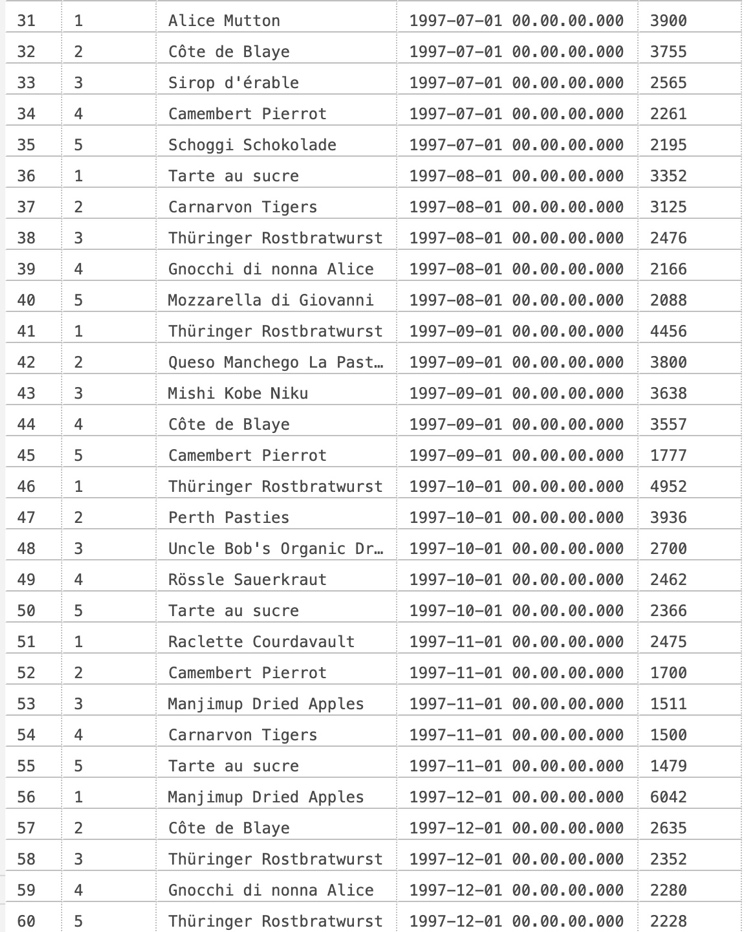 31 1 Alice Mutton 1997-07-01 00.00.00.000 3900
32 2 Côte de Blaye 1997-07-01 00.00.00.000 3755
33 3 Sirop d'érable 1997-07-01 00.00.00.000 2565
34 4 Camembert Pierrot 1997-07-01 00.00.00.000 2261
35 5 Schoggi Schokolade 1997-07-01 00.00.00.000 2195
36 1 Tarte au sucre 1997-08-01 00.00.00.000 3352
37 2 Carnarvon Tigers 1997-08-01 00.00.00.000 3125
38 3 Thüringer Rostbratwurst 1997-08-01 00.00.00.000 2476
39 4 Gnocchi di nonna Alice 1997-08-01 00.00.00.000 2166
40 5 Mozzarella di Giovanni 1997-08-01 00.00.00.000 2088
41 1 Thüringer Rostbratwurst 1997-09-01 00.00.00.000 4456
42 2 Queso Manchego La Past… 1997-09-01 00.00.00.000 3800
43 3 Mishi Kobe Niku 1997-09-01 00.00.00.000 3638
44 4 Côte de Blaye 1997-09-01 00.00.00.000 3557
45 5 Camembert Pierrot 1997-09-01 00.00.00.000 1777
46 1 Thüringer Rostbratwurst 1997-10-01 00.00.00.000 4952
47 2 Perth Pasties 1997-10-01 00.00.00.000 3936
48 3 Uncle Bob's Organic Dr… 1997-10-01 00.00.00.000 2700
49 4 Rössle Sauerkraut 1997-10-01 00.00.00.000 2462
50 5 Tarte au sucre 1997-10-01 00.00.00.000 2366
51 1 Raclette Courdavault 1997-11-01 00.00.00.000 2475
52 2 Camembert Pierrot 1997-11-01 00.00.00.000 1700
53 3 Manjimup Dried Apples 1997-11-01 00.00.00.000 1511
54 4 Carnarvon Tigers 1997-11-01 00.00.00.000 1500
55 5 Tarte au sucre 1997-11-01 00.00.00.000 1479
56 1 Manjimup Dried Apples 1997-12-01 00.00.00.000 6042
57 2 Côte de Blaye 1997-12-01 00.00.00.000 2635
58 3 Thüringer Rostbratwurst 1997-12-01 00.00.00.000 2352
59 4 Gnocchi di nonna Alice 1997-12-01 00.00.00.000 2280
60 5 Thüringer Rostbratwurst 1997-12-01 00.00.00.000 2228